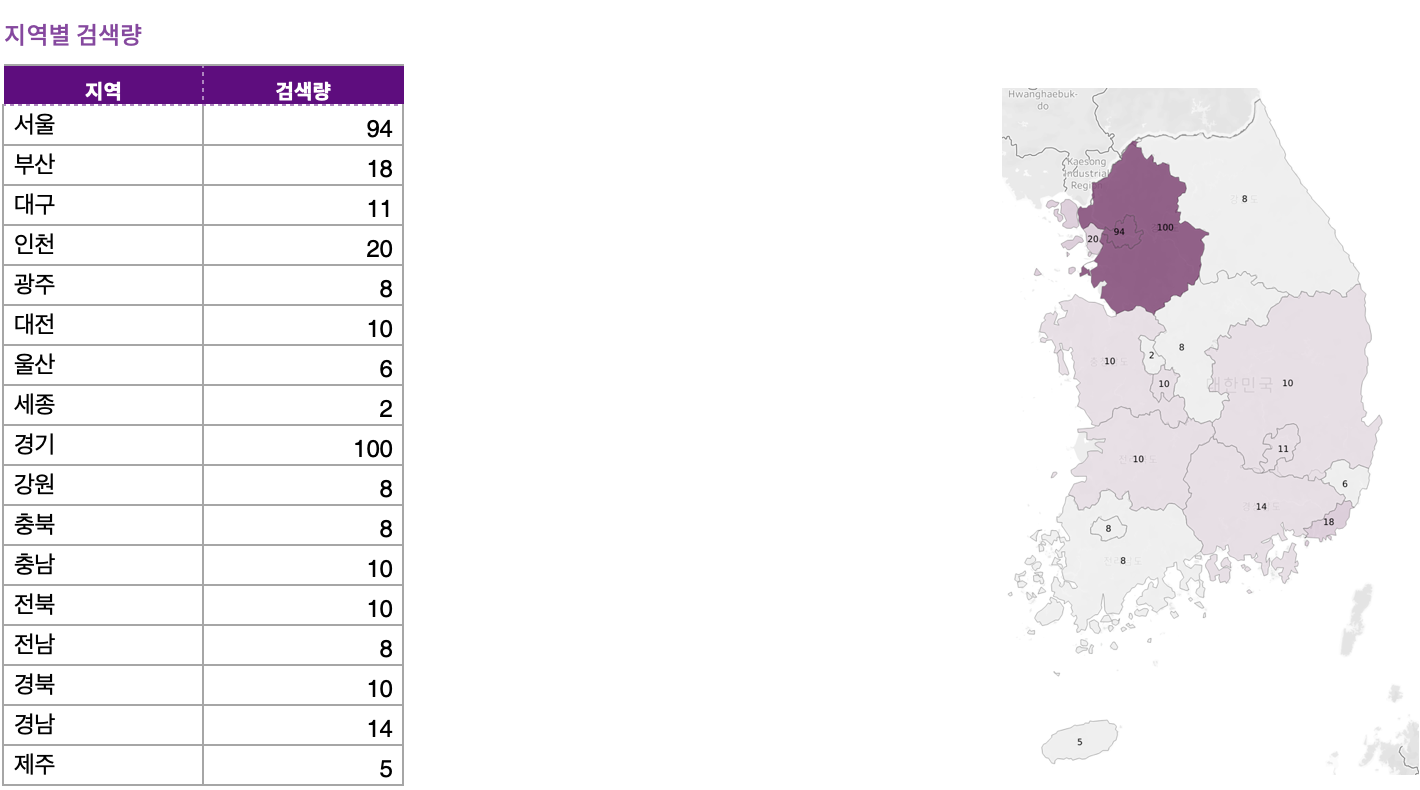 지역별 검색량
지역 검색량
서울 94
부산 18
대구 11
인천 20
광주 8
대전 10
울산 6
세종 2
경기 100
강원 8
충북 8
충남 10
전북 10
전남 8
경북 10
경남 14
제주 5
Hwanghaebuk-
do
Kaesong
Industrial
Region
8
94 100
20
8
2
10
10
대한민국 10
11
10
6
14
18
8
8
5